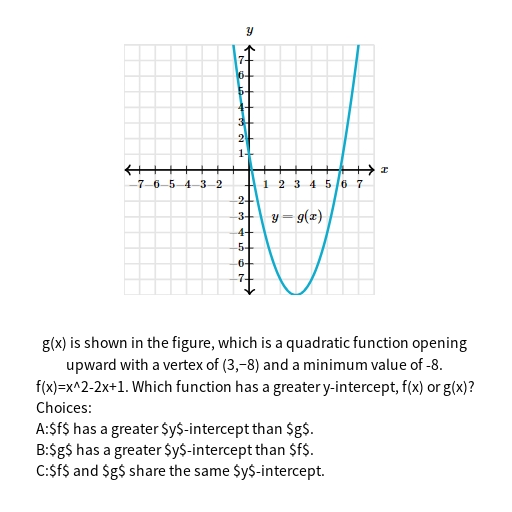 y
7
6
5
4
3
2
1
x
−7 −6 −5 −4 −3 −2 1 2 3 4 5 6 7
−2
−3
y = g(x)
−4
−5
−6
−7
g(x) is shown in the figure, which is a quadratic function opening
upward with a vertex of (3,−8) and a minimum value of -8.
f(x)=x^2-2x+1. Which function has a greater y-intercept, f(x) or g(x)?
Choices:
A:$f$ has a greater $y$-intercept than $g$.
B:$g$ has a greater $y$-intercept than $f$.
C:$f$ and $g$ share the same $y$-intercept.